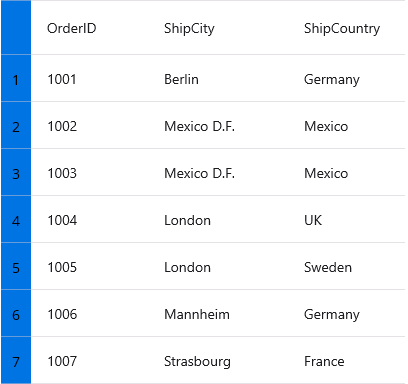 OrderID ShipCity ShipCountry
1 1001 Berlin Germany
2 1002 Mexico D.F. Mexico
3 1003 Mexico D.F. Mexico
4 1004 London UK
5 1005 London Sweden
6 1006 Mannheim Germany
7 1007 Strasbourg France